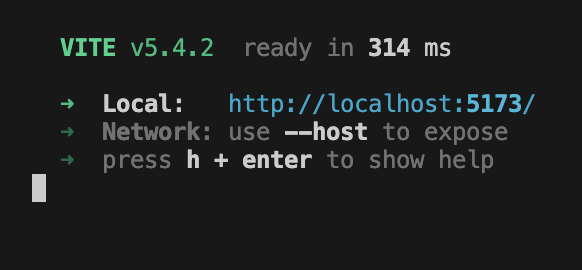 VITE v5.4.2 ready in 314 ms
➜ Local: http://localhost:5173/
➜ Network: use --host to expose
➜ press h + enter to show help